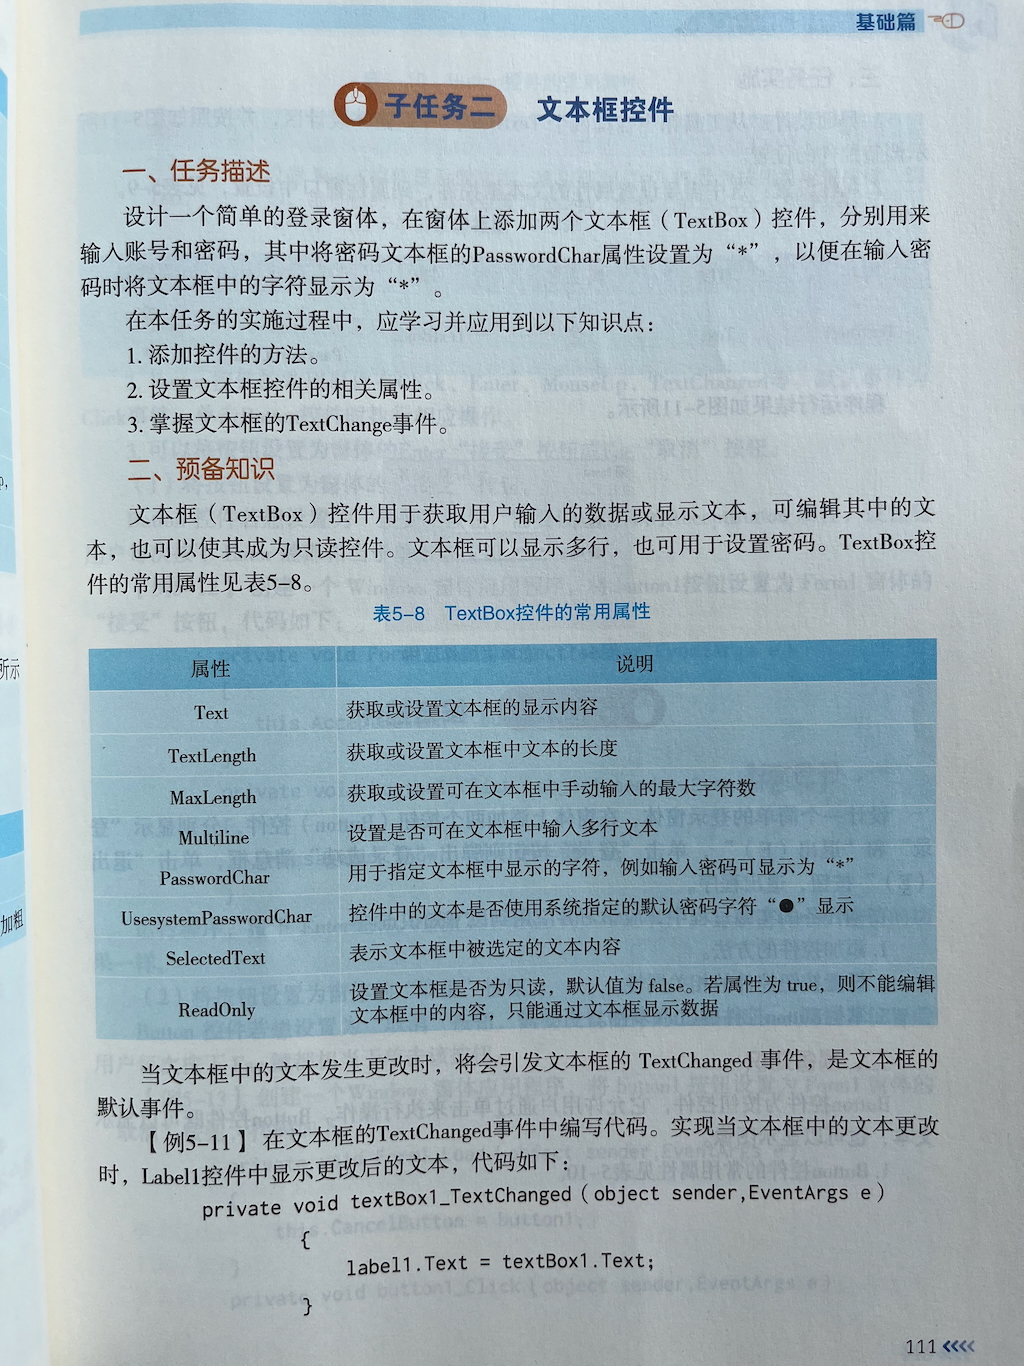 基础篇
子任务二 文本框控件
一、任务描述
设计一个简单的登录窗体，在窗体上添加两个文本框（TextBox）控件，分别用来
输入账号和密码，其中将密码文本框的PasswordChar属性设置为“*”，以便在输入密
码时将文本框中的字符显示为“*”。
在本任务的实施过程中，应学习并应用到以下知识点：
1. 添加控件的方法。
2. 设置文本框控件的相关属性。
3. 掌握文本框的TextChange事件。
二、预备知识
文本框（TextBox）控件用于获取用户输入的数据或显示文本，可编辑其中的文
本，也可以使其成为只读控件。文本框可以显示多行，也可用于设置密码。TextBox控
件的常用属性见表5-8。
表5-8 TextBox控件的常用属性
属性 说明
Text 获取或设置文本框的显示内容
TextLength 获取或设置文本框中文本的长度
MaxLength 获取或设置可在文本框中手动输入的最大字符数
Multiline 设置是否可在文本框中输入多行文本
PasswordChar 用于指定文本框中显示的字符，例如输入密码可显示为“*”
UsesystemPasswordChar 控件中的文本是否使用系统指定的默认密码字符“●”显示
SelectedText 表示文本框中被选定的文本内容
ReadOnly 设置文本框是否为只读，默认值为 false。若属性为 true，则不能编辑
文本框中的内容，只能通过文本框显示数据
当文本框中的文本发生更改时，将会引发文本框的 TextChanged 事件，是文本框的
默认事件。
【例5-11】在文本框的TextChanged事件中编写代码。实现当文本框中的文本更改
时，Label1控件中显示更改后的文本，代码如下：
private void textBox1_TextChanged（object sender,EventArgs e）
{
label1.Text = textBox1.Text;
}
111